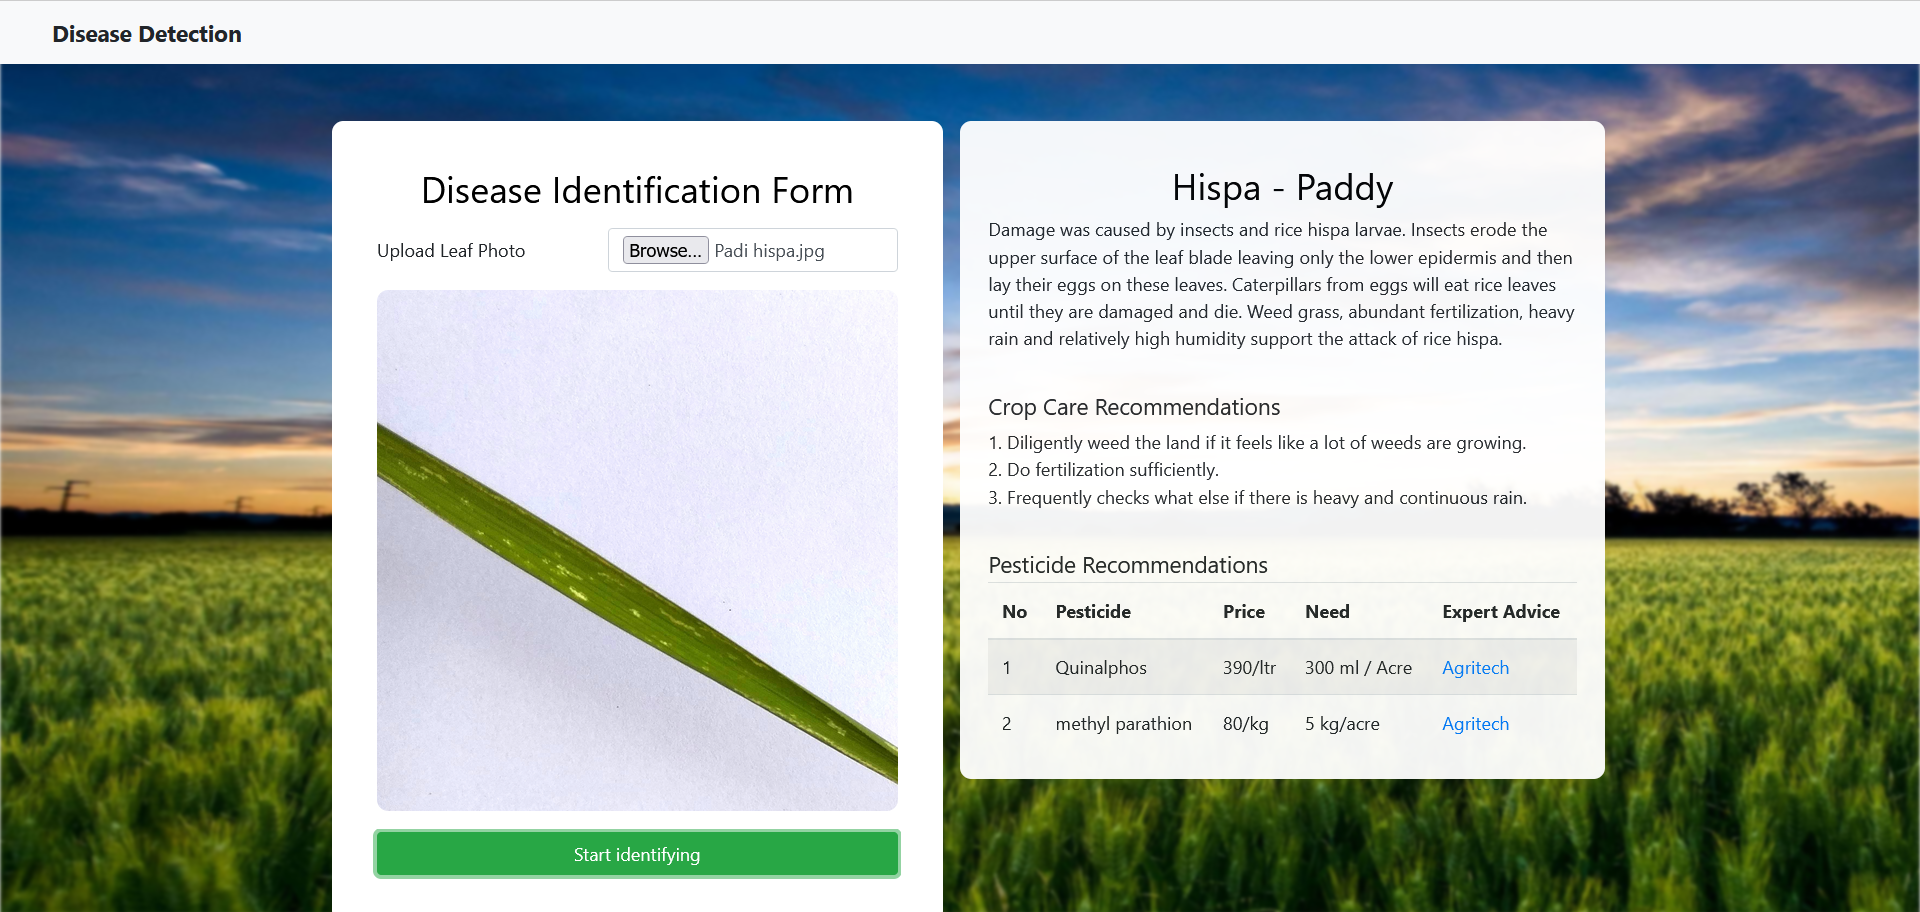 Disease Detection
Disease Identification Form
Upload Leaf Photo
Browse... Padi hispa.jpg
Start identifying
Hispa - Paddy
Damage was caused by insects and rice hispa larvae. Insects erode the
upper surface of the leaf blade leaving only the lower epidermis and then
lay their eggs on these leaves. Caterpillars from eggs will eat rice leaves
until they are damaged and die. Weed grass, abundant fertilization, heavy
rain and relatively high humidity support the attack of rice hispa.
Crop Care Recommendations
1. Diligently weed the land if it feels like a lot of weeds are growing.
2. Do fertilization sufficiently.
3. Frequently checks what else if there is heavy and continuous rain.
Pesticide Recommendations
No Pesticide Price Need Expert Advice
1 Quinalphos 390/ltr 300 ml / Acre Agritech
2 methyl parathion 80/kg 5 kg/acre Agritech